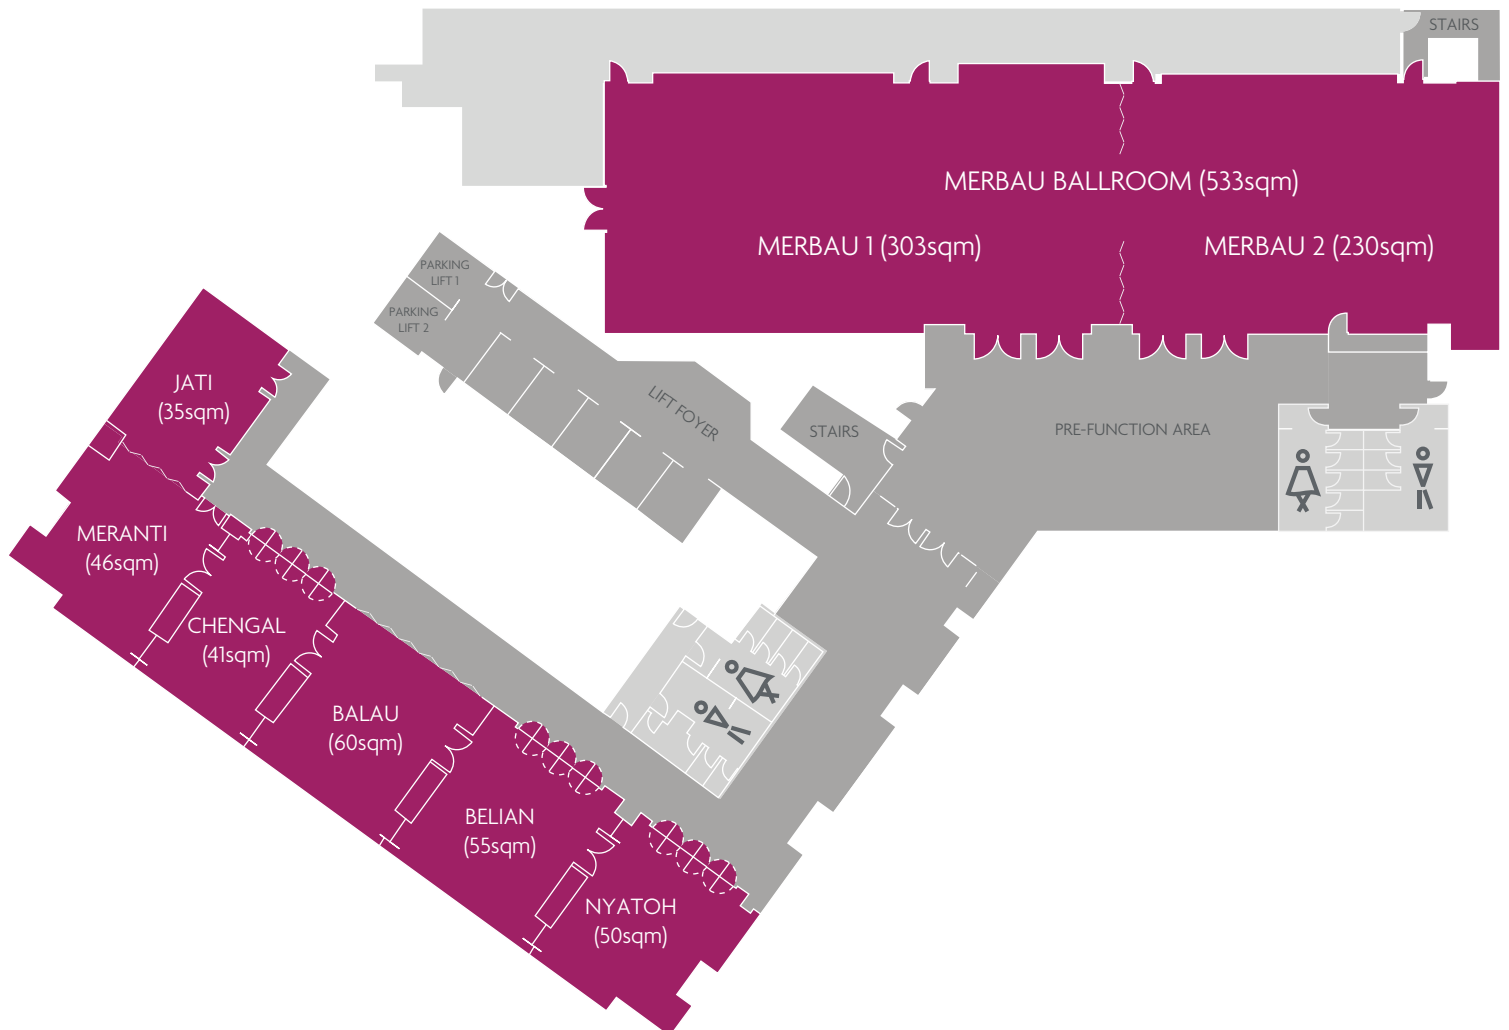 STAIRS
MERBAU BALLROOM (533sqm)
MERBAU 1 (303sqm)
MERBAU 2 (230sqm)
PARKING
LIFT 1
PARKING
LIFT 2
JATI
(35sqm)
LIFT FOYER
STAIRS
PRE-FUNCTION AREA
MERANTI
(46sqm)
CHENGAL
(41sqm)
BALAU
(60sqm)
BELIAN
(55sqm)
NYATOH
(50sqm)